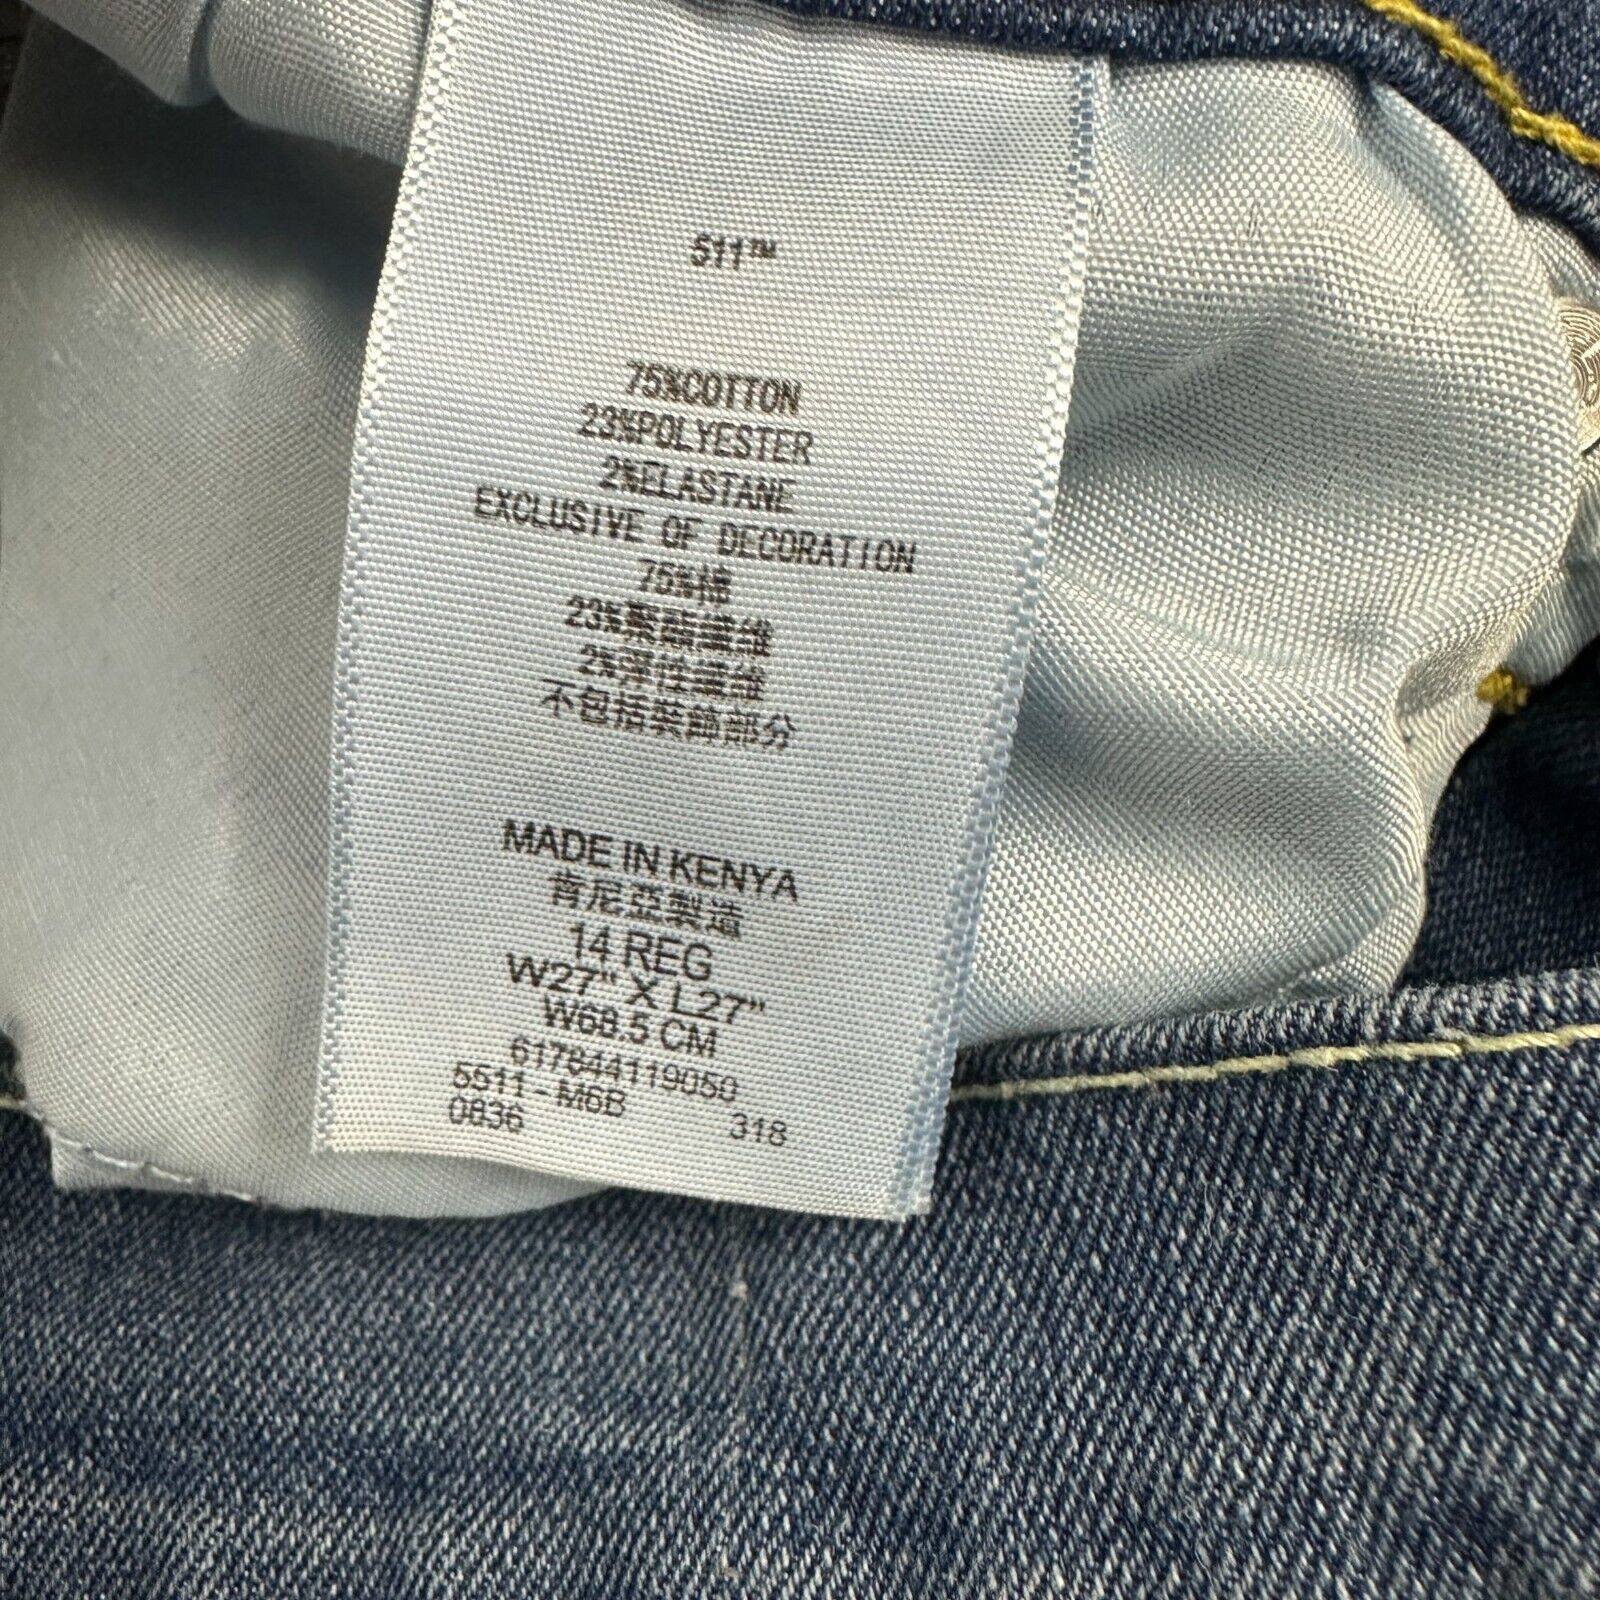 511™
75%COTTON
23%POLYESTER
2%ELASTANE
EXCLUSIVE OF DECORATION
75%棉
23%聚酯纖維
2%彈性纖維
不包括裝飾部分
MADE IN KENYA
肯尼亞製造
14 REG
W27" X L27"
W68.5 CM
617844119050
5511 - M6B
0836 318